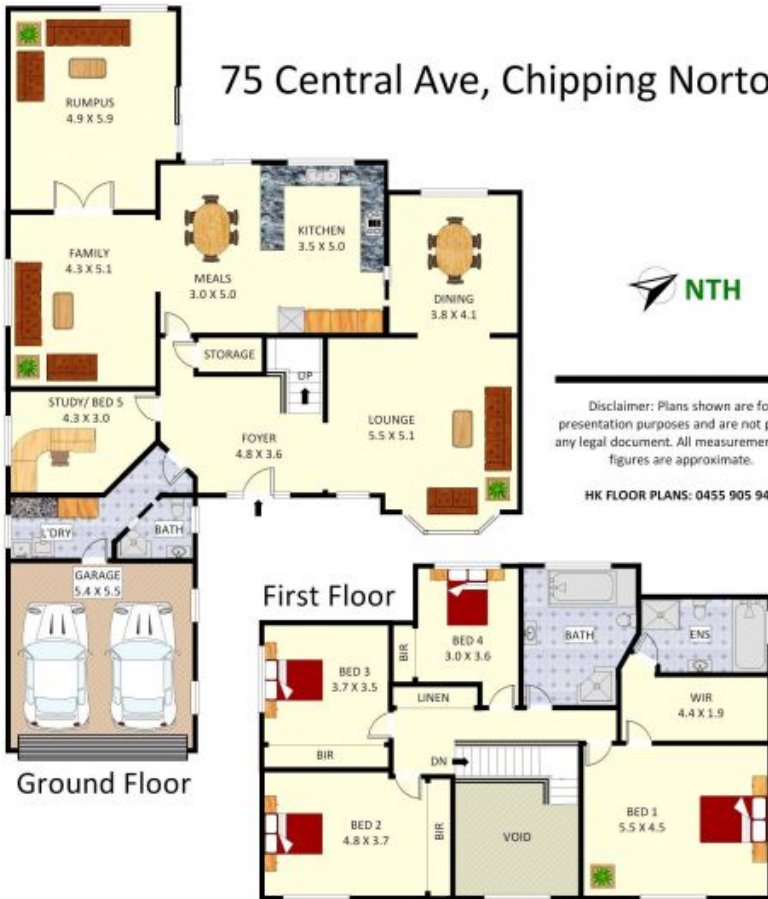 75 Central Ave, Chipping Norto
RUMPUS
4.9 X 5.9
FAMILY
4.3 X 5.1
MEALS
3.0 X 5.0
KITCHEN
3.5 X 5.0
DINING
3.8 X 4.1
NTH
STORAGE
UP
STUDY/ BED 5
4.3 X 3.0
FOYER
4.8 X 3.6
LOUNGE
5.5 X 5.1
L'DRY
BATH
GARAGE
5.4 X 5.5
Ground Floor
Disclaimer: Plans shown are fo
presentation purposes and are not p
any legal document. All measuremen
figures are approximate.
HK FLOOR PLANS: 0455 905 94
First Floor
BED 3
3.7 X 3.5
BIR
BIR
BED 4
3.0 X 3.6
LINEN
BATH
ENS
WIR
4.4 X 1.9
DN
BED 2
4.8 X 3.7
BIR
VOID
BED 1
5.5 X 4.5